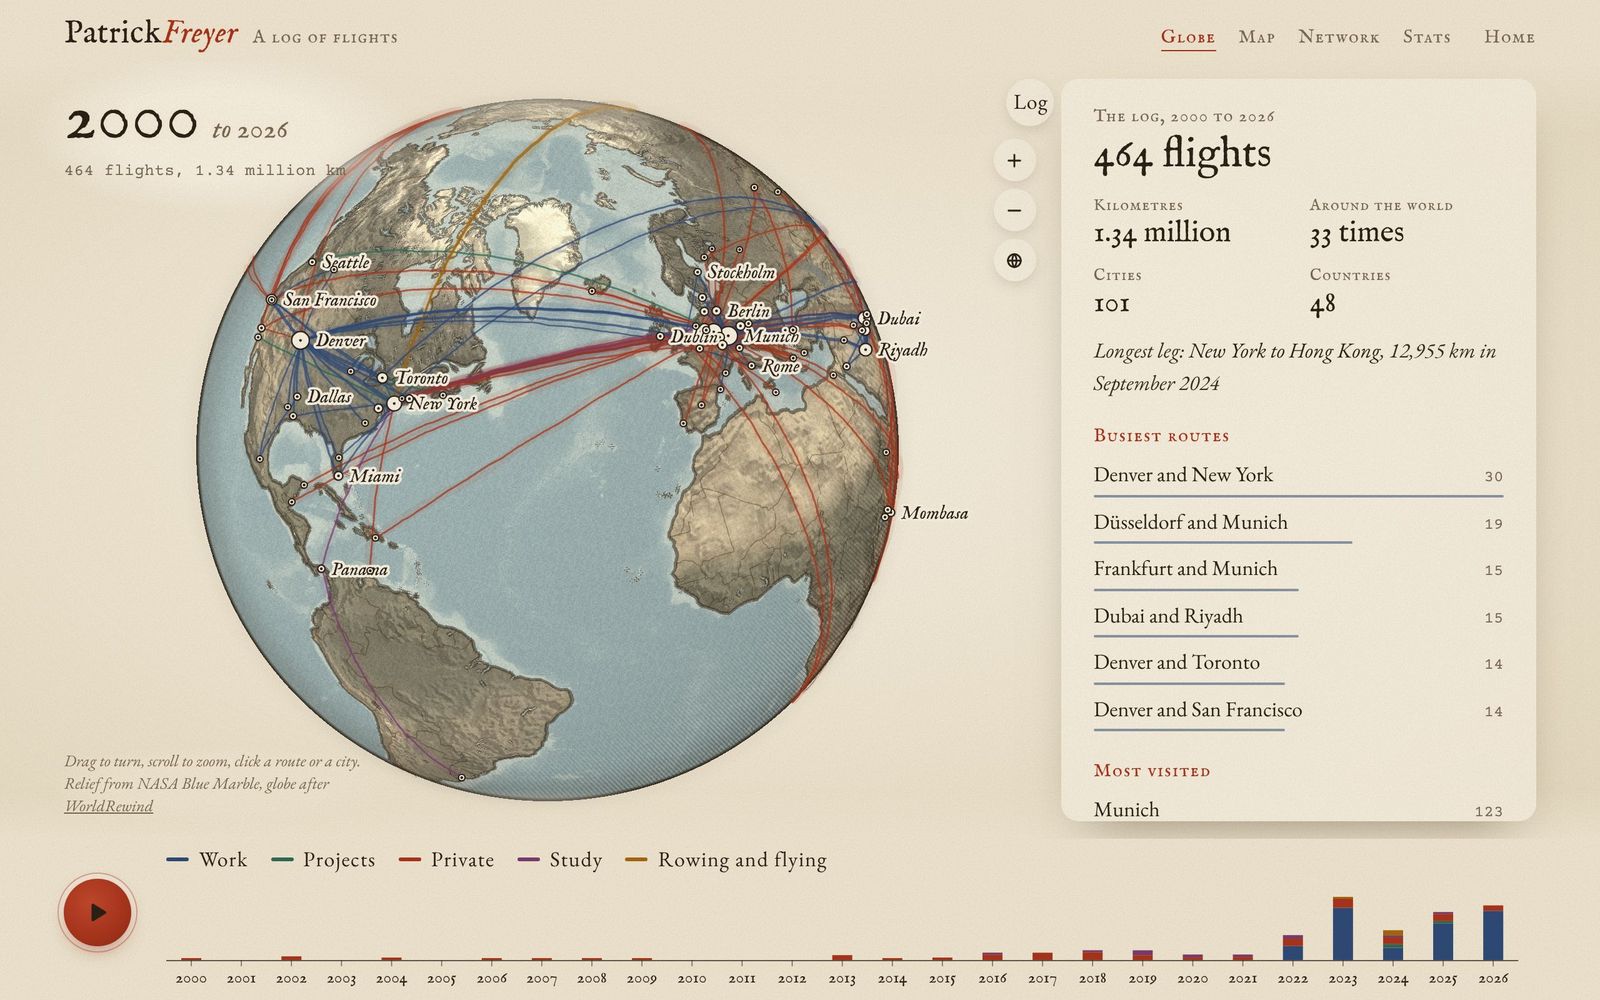 PatrickFreyer A log of flights
Globe Map Network Stats Home
2000 to 2026
464 flights, 1.34 million km
Seattle
San Francisco
Denver
Toronto
Dallas
New York
Miami
Panama
Stockholm
Berlin
Dublin
Munich
Rome
Dubai
Riyadh
Mombasa
Log
+
−
The log, 2000 to 2026
464 flights
Kilometres Around the world
1.34 million 33 times
Cities Countries
101 48
Longest leg: New York to Hong Kong, 12,955 km in
September 2024
Busiest routes
Denver and New York 30
Düsseldorf and Munich 19
Frankfurt and Munich 15
Dubai and Riyadh 15
Denver and Toronto 14
Denver and San Francisco 14
Most visited
Munich 123
Drag to turn, scroll to zoom, click a route or a city.
Relief from NASA Blue Marble, globe after
WorldRewind
Work Projects Private Study Rowing and flying
2000 2001 2002 2003 2004 2005 2006 2007 2008 2009 2010 2011 2012 2013 2014 2015 2016 2017 2018 2019 2020 2021 2022 2023 2024 2025 2026